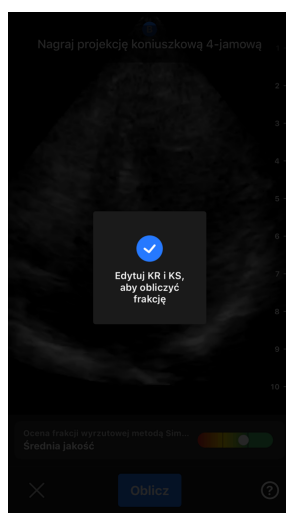 Nagraj projekcję koniuszkową 4-jamową
2
3
4
5
6
7
8
9
10
Edytuj KR i KS,
aby obliczyć
frakcję
Ocena frakcji wyrzutowej metodą Sim...
Średnia jakość
Oblicz
?